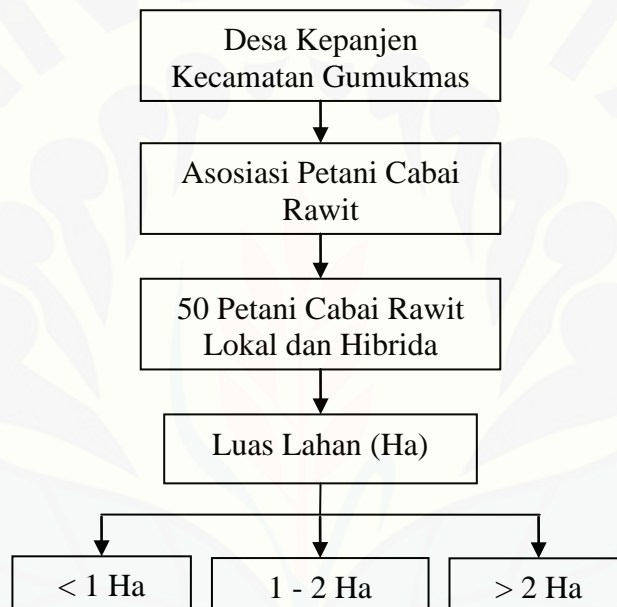 Desa Kepanjen
Kecamatan Gumukmas
Asosiasi Petani Cabai
Rawit
50 Petani Cabai Rawit
Lokal dan Hibrida
Luas Lahan (Ha)
< 1 Ha
1 - 2 Ha
> 2 Ha